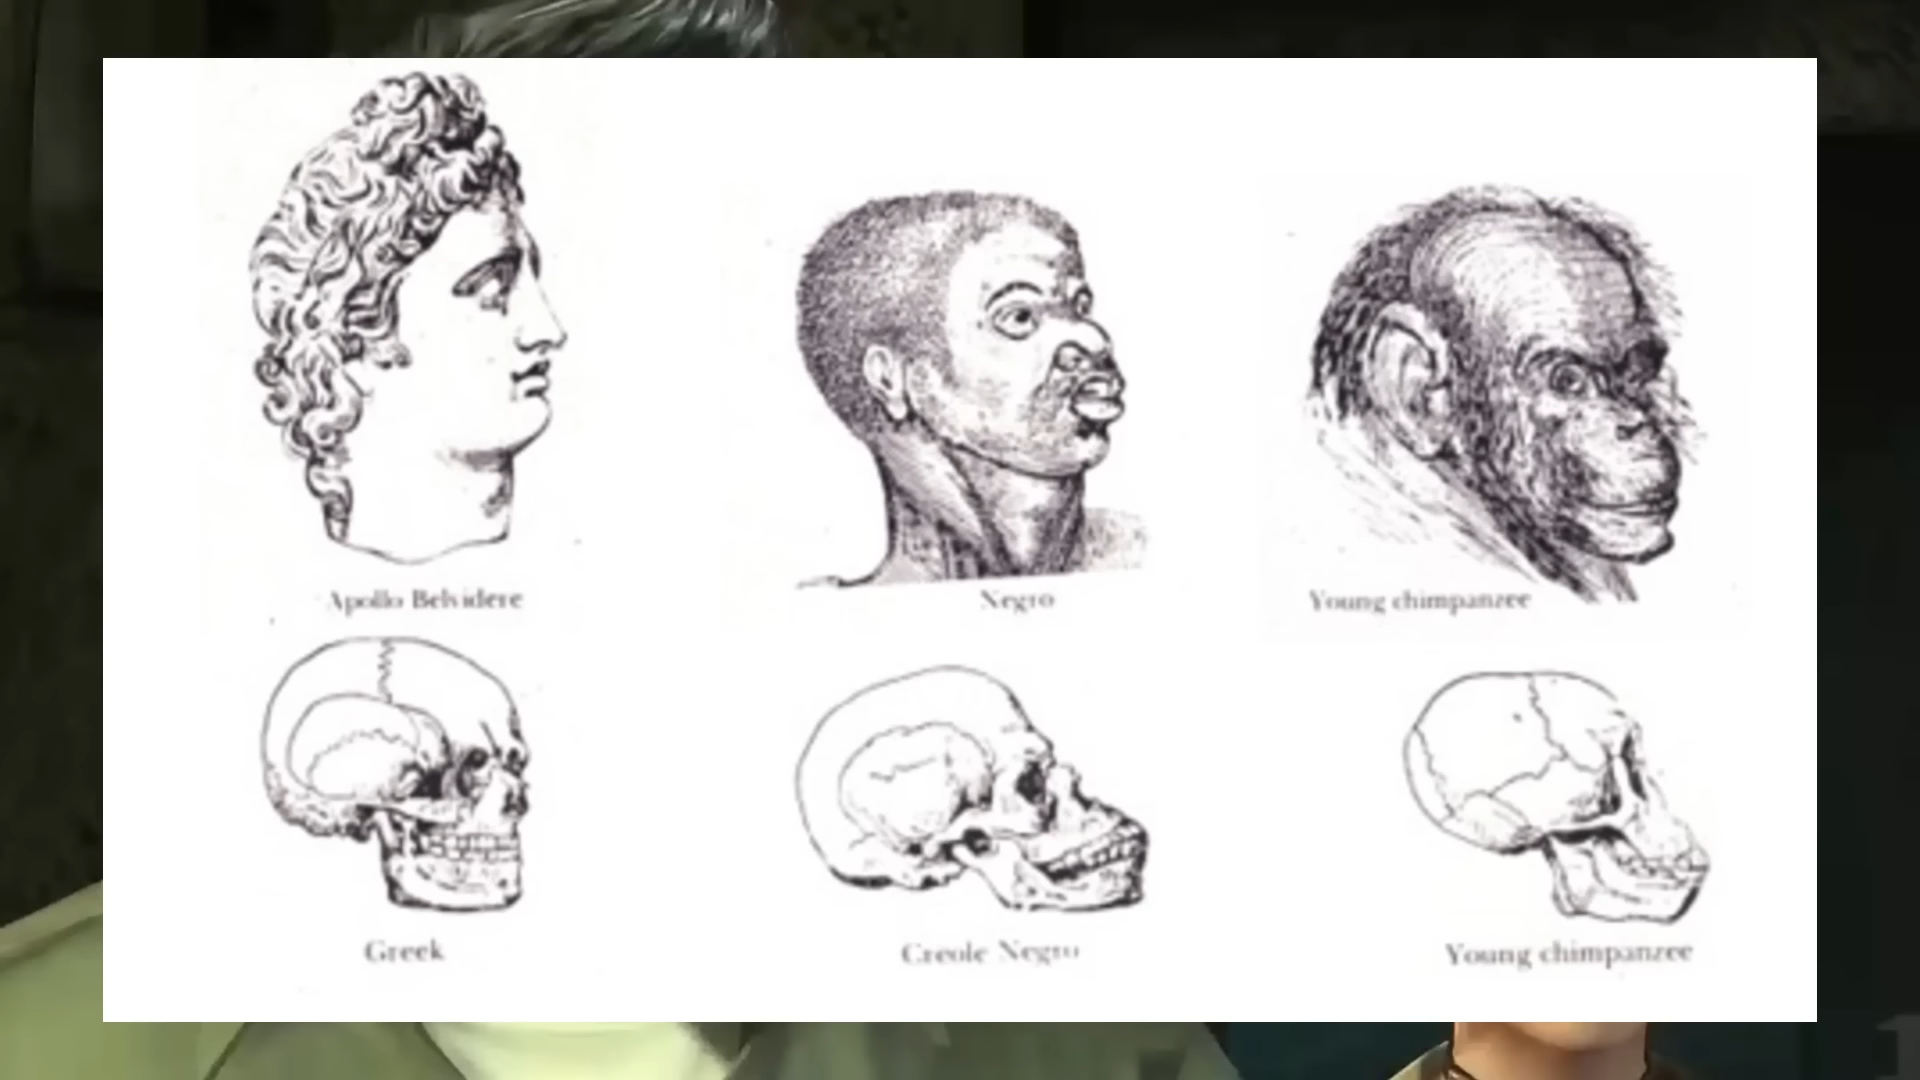 Apollo Belvidere
Negro
Young chimpanzee
Greek
Creole Negro
Young chimpanzee